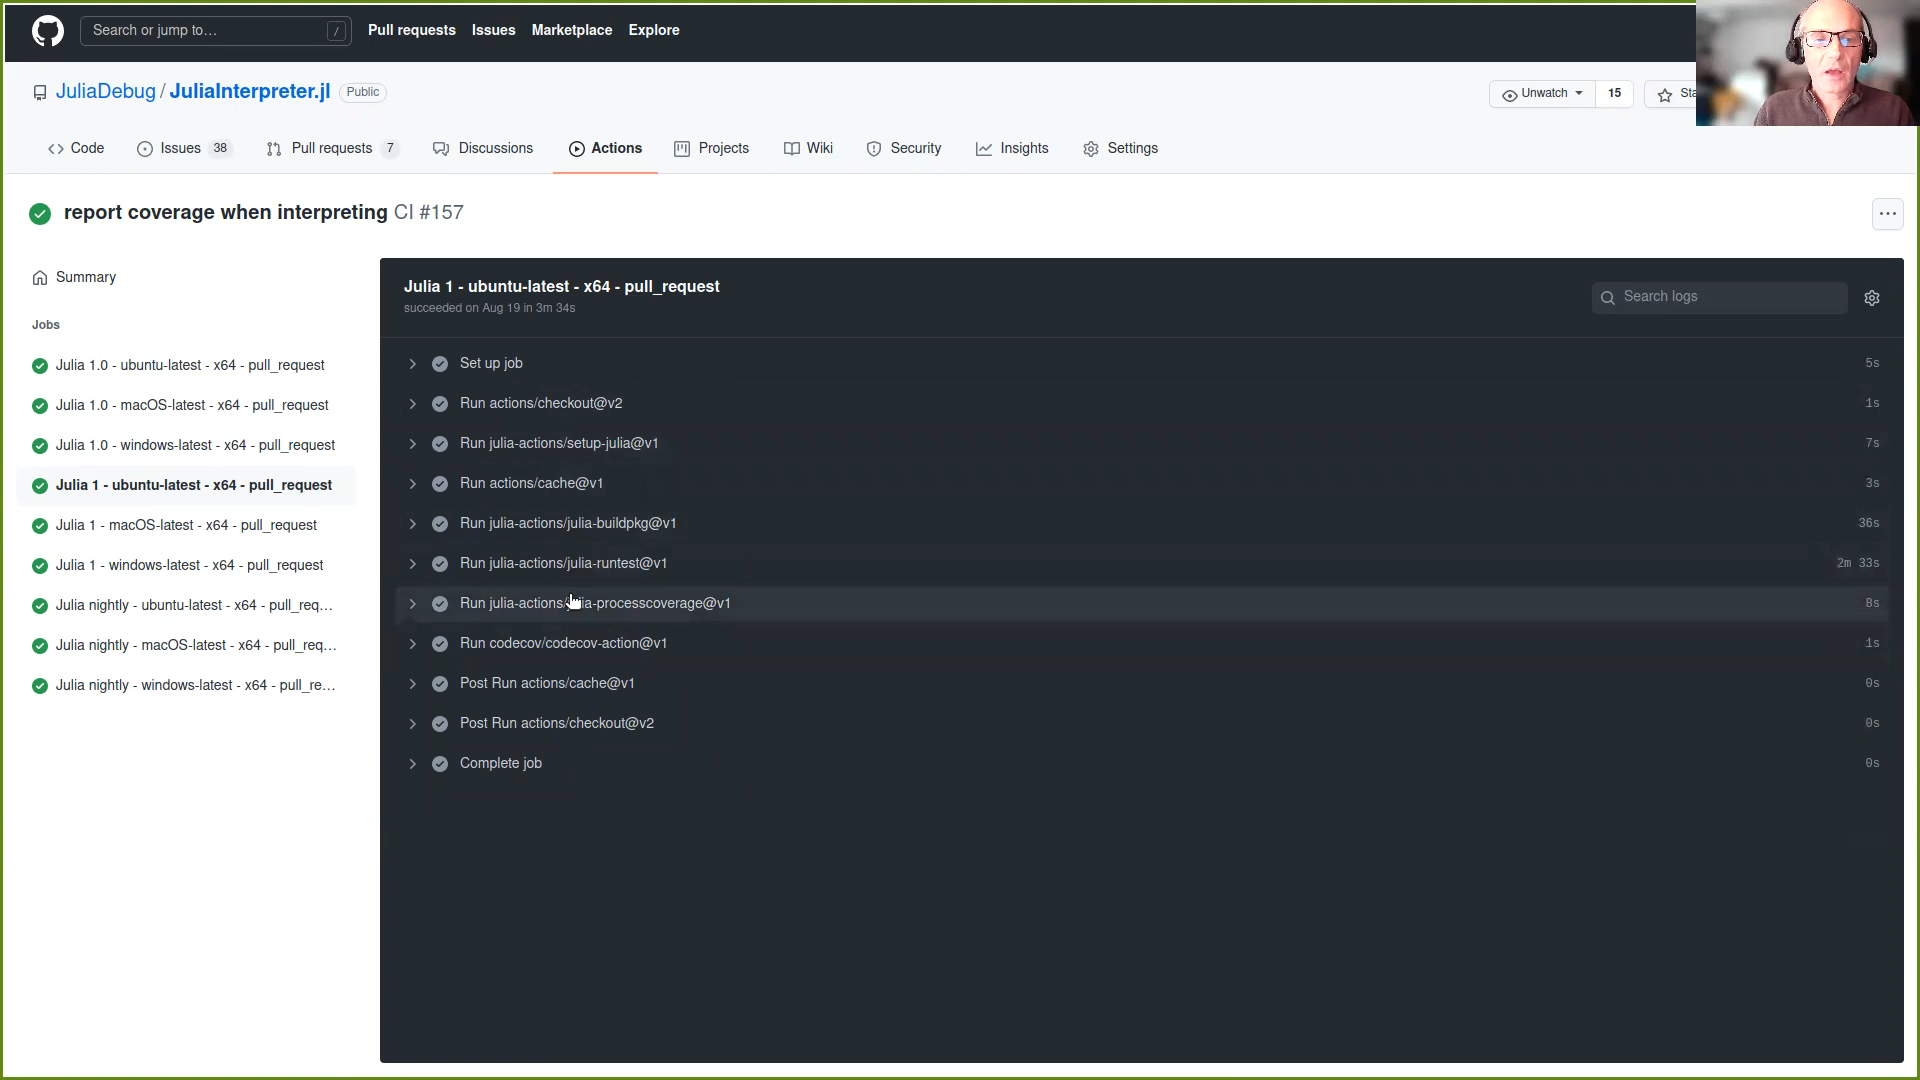 Search or jump to… /
Pull requests Issues Marketplace Explore
JuliaDebug / JuliaInterpreter.jl Public
Unwatch 15
Code Issues 38 Pull requests 7 Discussions Actions Projects Wiki Security Insights Settings
report coverage when interpreting CI #157
Summary
Jobs
Julia 1.0 - ubuntu-latest - x64 - pull_request
Julia 1.0 - macOS-latest - x64 - pull_request
Julia 1.0 - windows-latest - x64 - pull_request
Julia 1 - ubuntu-latest - x64 - pull_request
Julia 1 - macOS-latest - x64 - pull_request
Julia 1 - windows-latest - x64 - pull_request
Julia nightly - ubuntu-latest - x64 - pull_req…
Julia nightly - macOS-latest - x64 - pull_req…
Julia nightly - windows-latest - x64 - pull_re…
Julia 1 - ubuntu-latest - x64 - pull_request
succeeded on Aug 19 in 3m 34s
Search logs
Set up job 5s
Run actions/checkout@v2 1s
Run julia-actions/setup-julia@v1 7s
Run actions/cache@v1 3s
Run julia-actions/julia-buildpkg@v1 36s
Run julia-actions/julia-runtest@v1 2m 33s
Run julia-actions/julia-processcoverage@v1 8s
Run codecov/codecov-action@v1 1s
Post Run actions/cache@v1 0s
Post Run actions/checkout@v2 0s
Complete job 0s